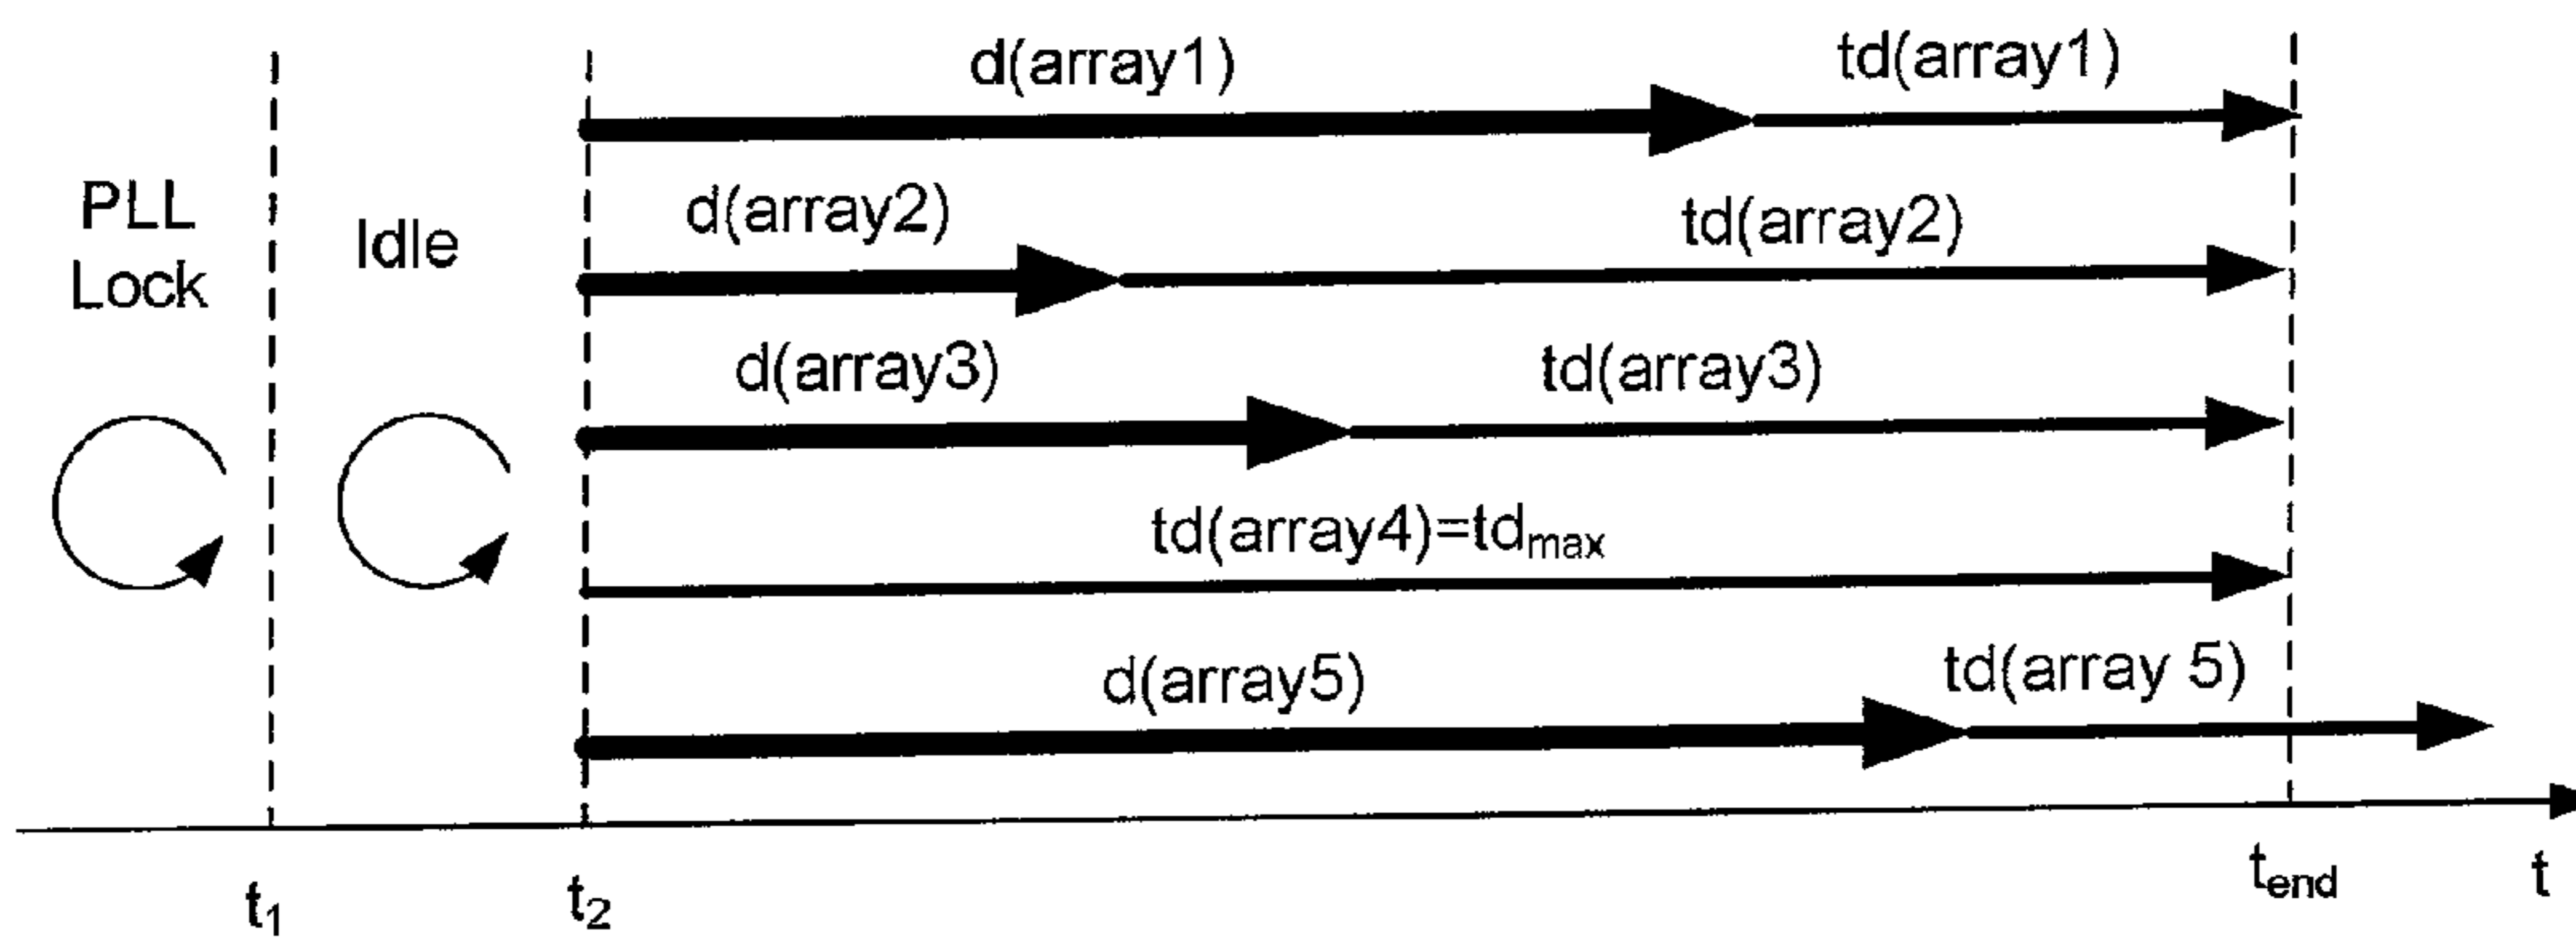 d(array1)
td(array1)
PLL
Lock
Idle
d(array2)
td(array2)
d(array3)
td(array3)
td(array4)=tdmax
d(array5)
td(array 5)
t1
t2
tend
t